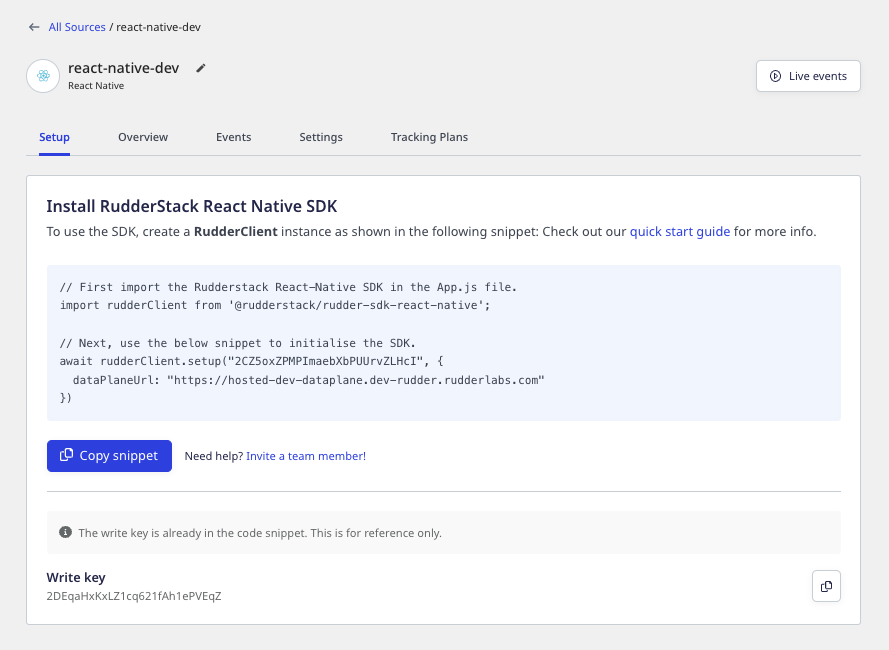 All Sources / react-native-dev
react-native-dev
React Native
Live events
Setup Overview Events Settings Tracking Plans
Install RudderStack React Native SDK
To use the SDK, create a RudderClient instance as shown in the following snippet: Check out our quick start guide for more info.
// First import the Rudderstack React-Native SDK in the App.js file.
import rudderClient from '@rudderstack/rudder-sdk-react-native';
// Next, use the below snippet to initialise the SDK.
await rudderClient.setup("2CZ5oxZPMPImaebXbPUUrvZLHcI", {
  dataPlaneUrl: "https://hosted-dev-dataplane.dev-rudder.rudderlabs.com"
})
Copy snippet
Need help? Invite a team member!
The write key is already in the code snippet. This is for reference only.
Write key
2DEqaHxKxLZ1cq621fAh1ePVEqZ